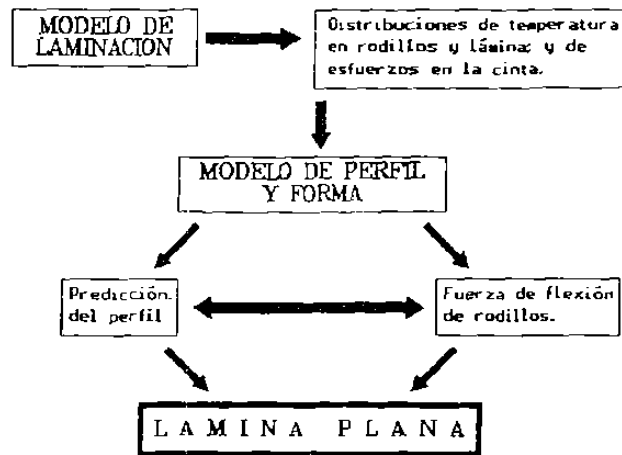 MODELO DE
LAMINACION
Distribuciones de temperatura
en rodillos y lámina; y de
esfuerzos en la cinta.
MODELO DE PERFIL
Y FORMA
Predicción.
del perfil
Fuerza de flexión
de rodillos.
LAMINA PLANA